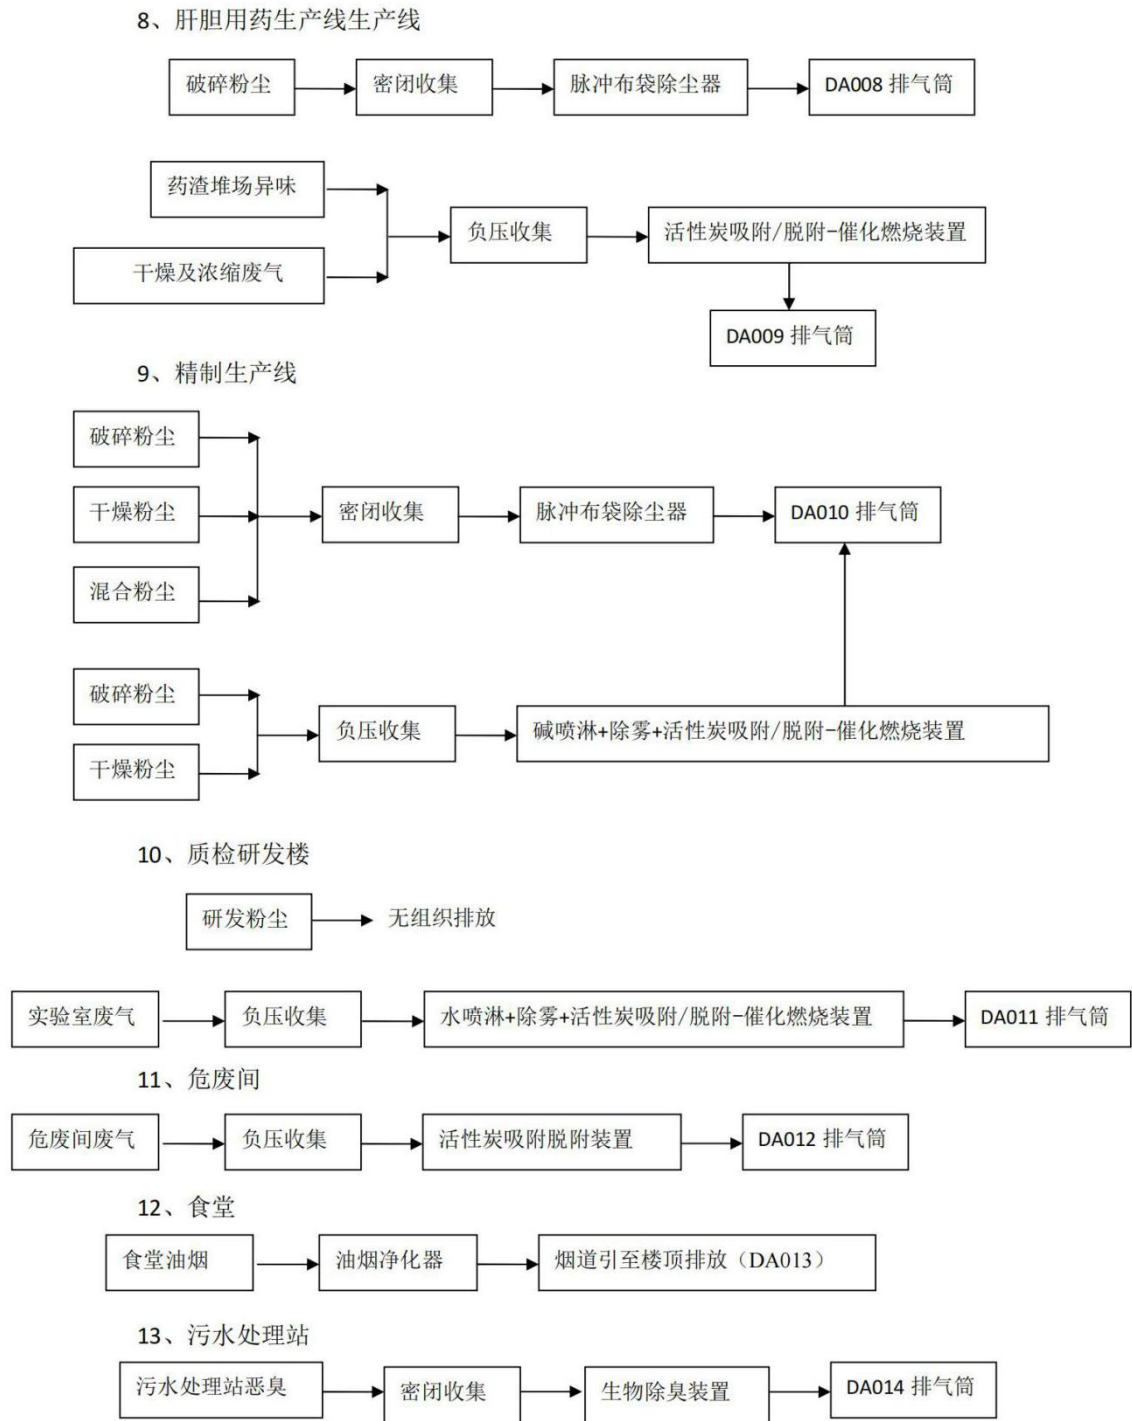 8、肝胆用药生产线生产线
破碎粉尘 密闭收集 脉冲布袋除尘器 DA008 排气筒
药渣堆场异味
负压收集 活性炭吸附/脱附-催化燃烧装置
干燥及浓缩废气
DA009 排气筒
9、精制生产线
破碎粉尘
干燥粉尘 密闭收集 脉冲布袋除尘器 DA010 排气筒
混合粉尘
破碎粉尘
负压收集 碱喷淋+除雾+活性炭吸附/脱附-催化燃烧装置
干燥粉尘
10、质检研发楼
研发粉尘 无组织排放
实验室废气 负压收集 水喷淋+除雾+活性炭吸附/脱附-催化燃烧装置 DA011 排气筒
11、危废间
危废间废气 负压收集 活性炭吸附脱附装置 DA012 排气筒
12、食堂
食堂油烟 油烟净化器 烟道引至楼顶排放（DA013）
13、污水处理站
污水处理站恶臭 密闭收集 生物除臭装置 DA014 排气筒